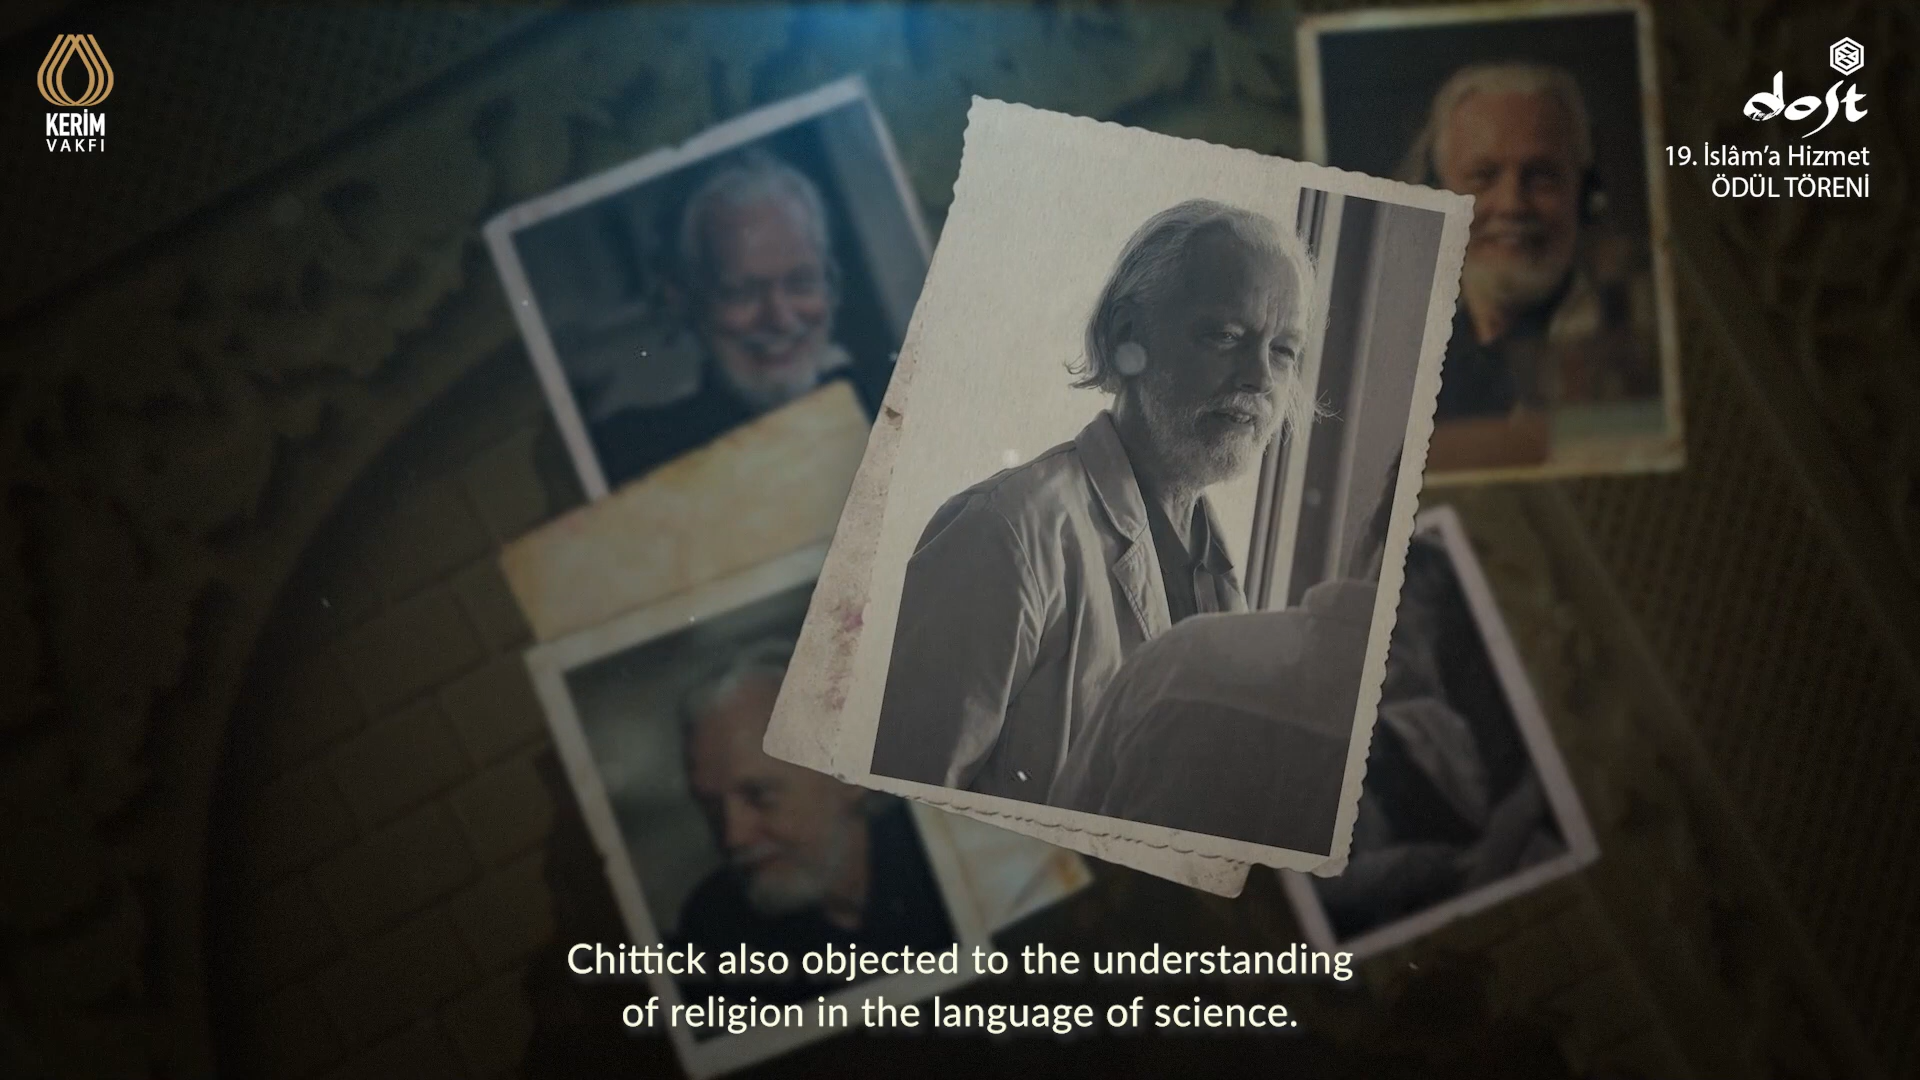 KERİM
VAKFI
dost
19. İslâm'a Hizmet
ÖDÜL TÖRENİ
Chittick also objected to the understanding
of religion in the language of science.